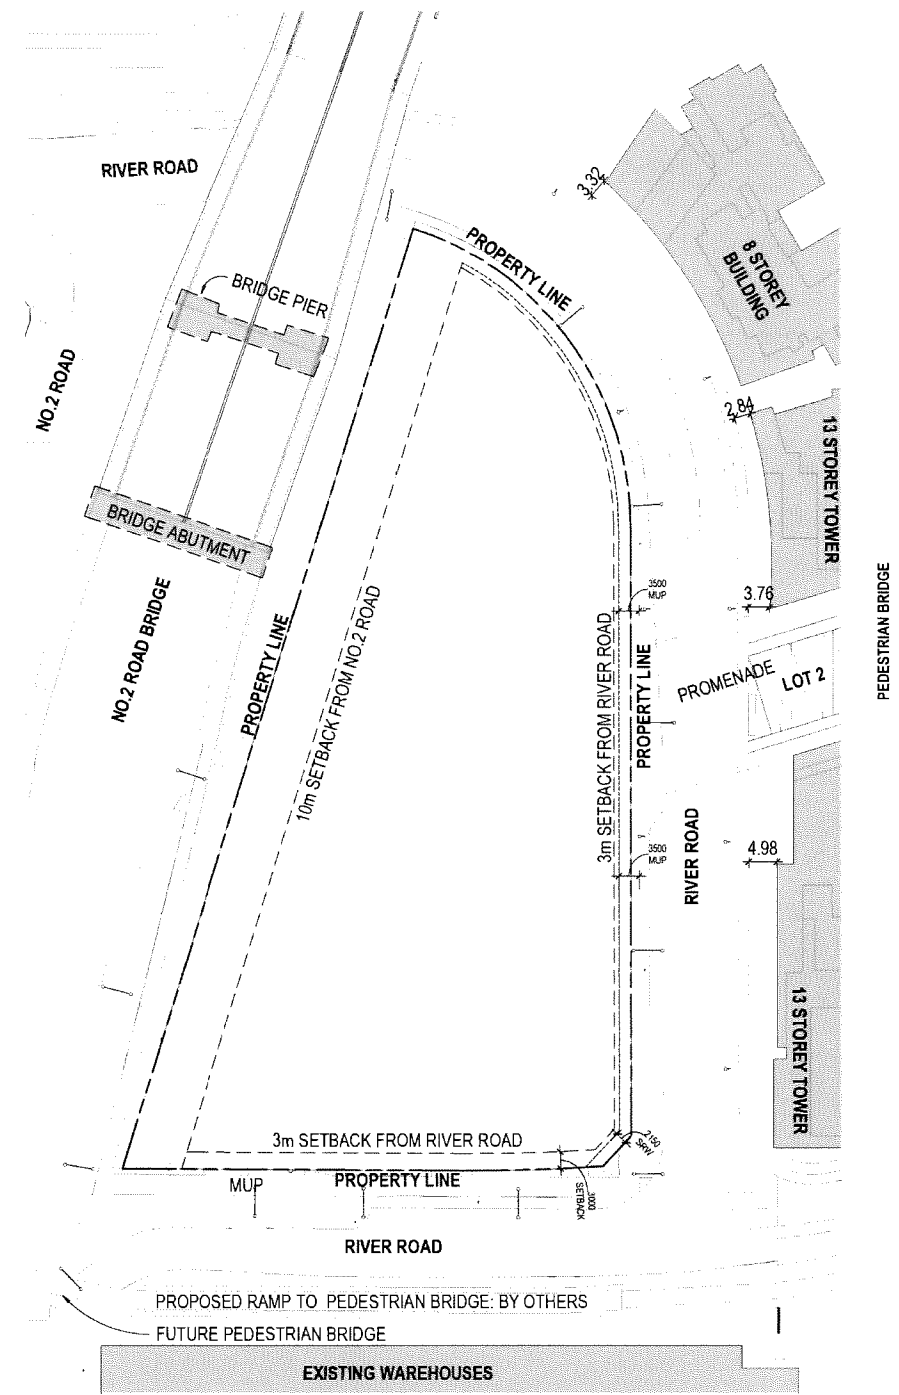 RIVER ROAD
PROPERTY LINE
3.32
8 STOREY
BUILDING
BRIDGE PIER
NO.2 ROAD
2.84
13 STOREY TOWER
BRIDGE ABUTMENT
3500
MUP
3.76
PEDESTRIAN BRIDGE
NO.2 ROAD BRIDGE
PROPERTY LINE
10m SETBACK FROM NO.2 ROAD
3m SETBACK FROM RIVER ROAD
PROPERTY LINE
PROMENADE
LOT 2
RIVER ROAD
3500
MUP
4.98
13 STOREY TOWER
3m SETBACK FROM RIVER ROAD
2150
SRW
MUP
PROPERTY LINE
3000
SETBACK
RIVER ROAD
PROPOSED RAMP TO PEDESTRIAN BRIDGE: BY OTHERS
FUTURE PEDESTRIAN BRIDGE
EXISTING WAREHOUSES